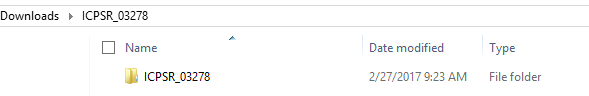 Downloads ICPSR_03278
Name Date modified Type
ICPSR_03278 2/27/2017 9:23 AM File folder